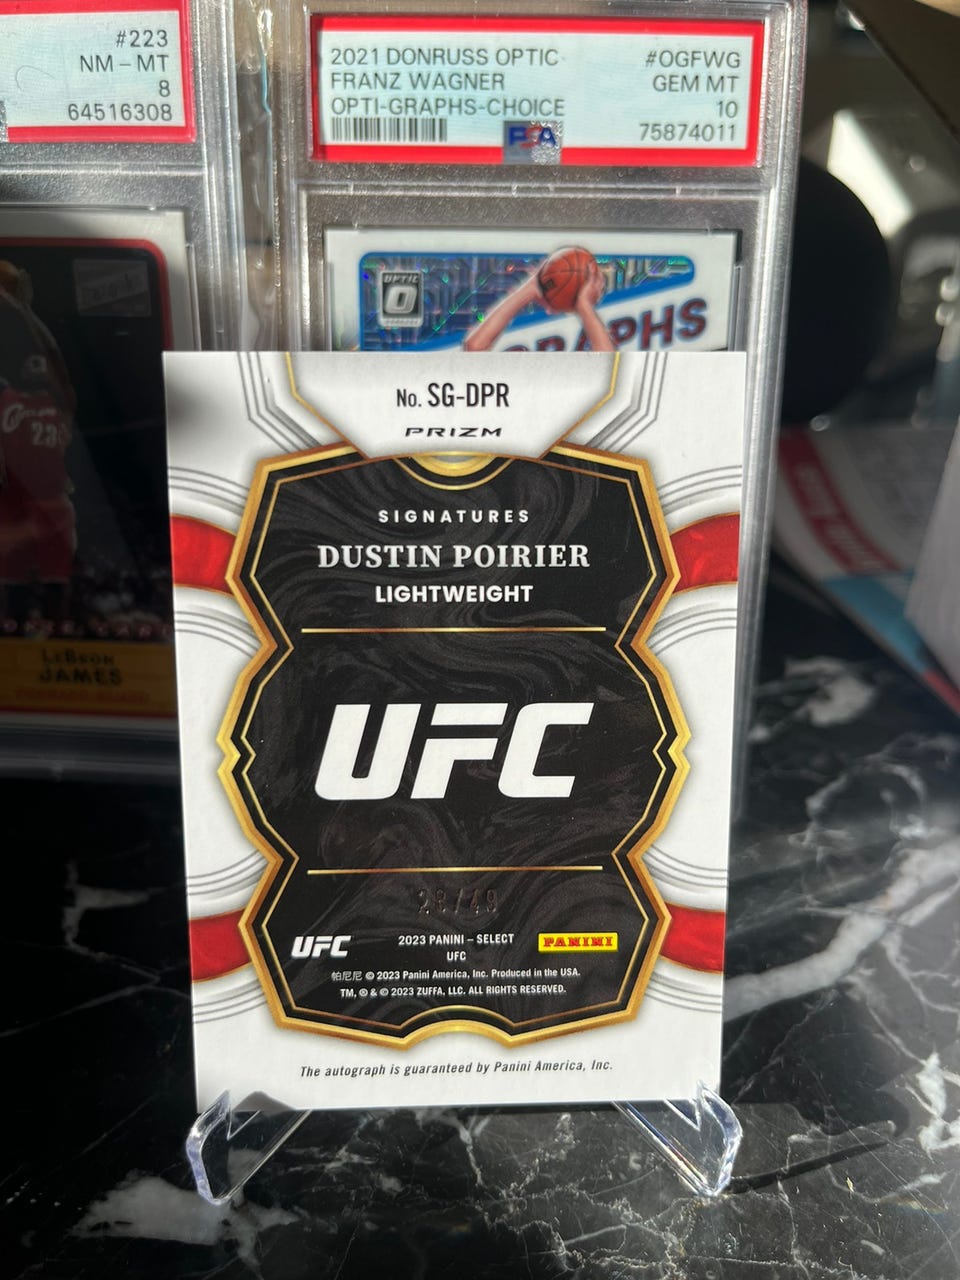 #223
NM - MT
8
64516308
2021 DONRUSS OPTIC #OGFWG
FRANZ WAGNER GEM MT
OPTI-GRAPHS-CHOICE 10
PSA 75874011
OPTIC
GRAPHS
23
LeBron
JAMES
No. SG-DPR
PRIZM
SIGNATURES
DUSTIN POIRIER
LIGHTWEIGHT
UFC
28/49
UFC 2023 PANINI – SELECT PANINI
UFC
帕尼尼 © 2023 Panini America, Inc. Produced in the USA.
TM, ® & © 2023 ZUFFA, LLC. ALL RIGHTS RESERVED.
The autograph is guaranteed by Panini America, Inc.